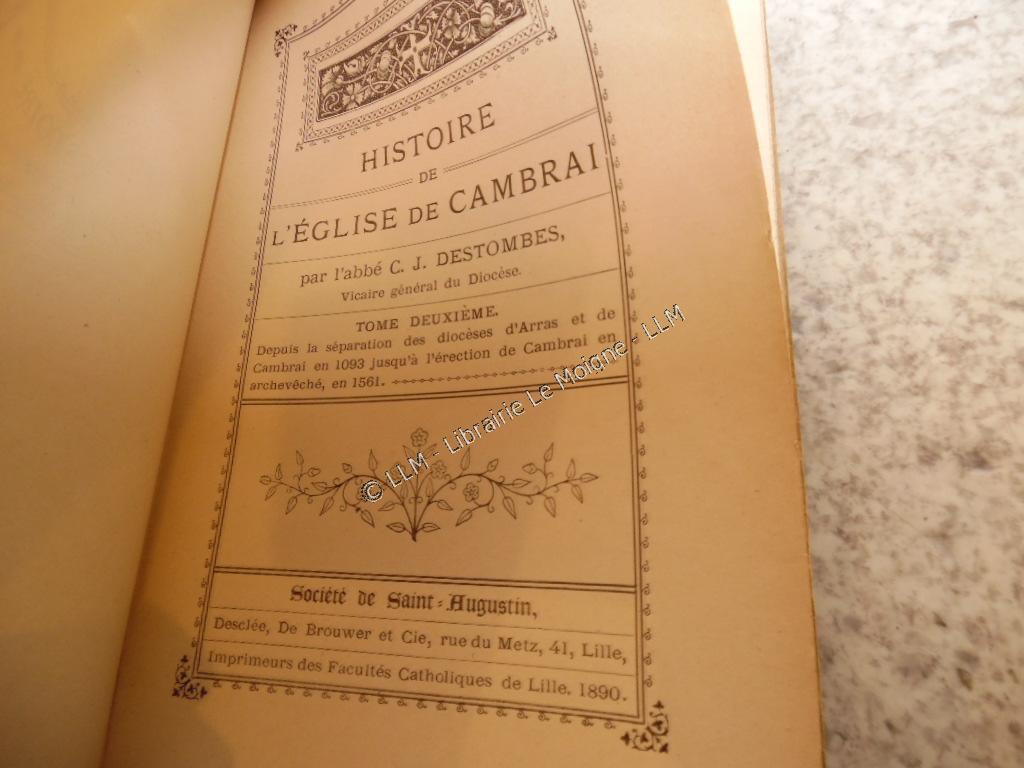 HISTOIRE
DE
L'ÉGLISE DE CAMBRAI
par l'abbé C. J. DESTOMBES,
Vicaire général du Diocèse.
TOME DEUXIÈME.
Depuis la séparation des diocèses d'Arras et de
Cambrai en 1093 jusqu'à l'érection de Cambrai en
archevêché, en 1561.
© LLM - Librairie Le Moigne - LLM
Société de Saint-Augustin,
Desclée, De Brouwer et Cie, rue du Metz, 41, Lille,
Imprimeurs des Facultés Catholiques de Lille. 1890.